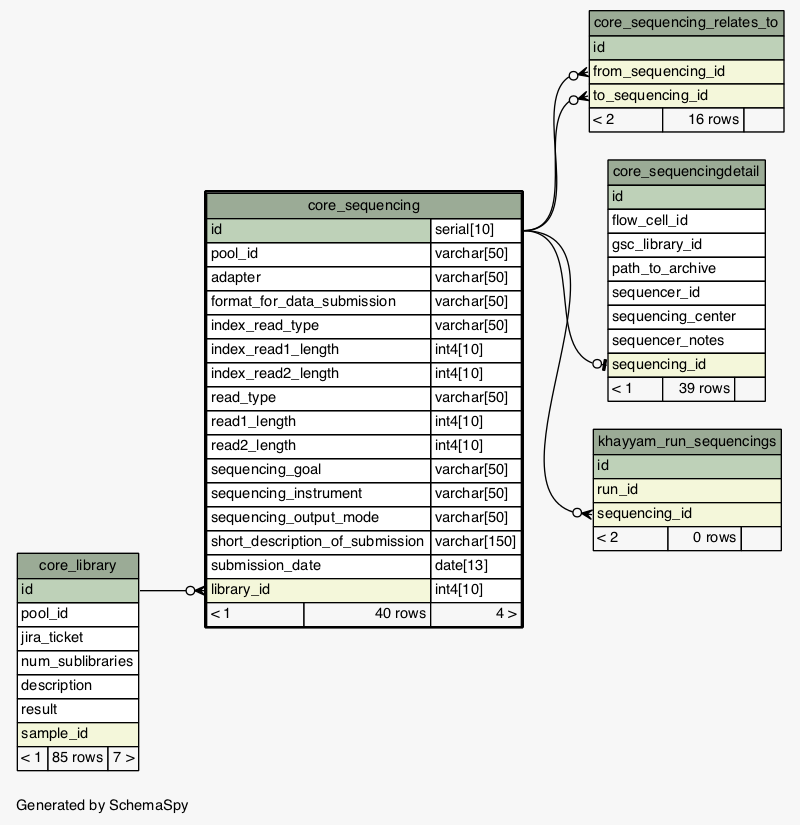 core_sequencing_relates_to
id
from_sequencing_id
to_sequencing_id
< 2 16 rows
core_sequencingdetail
id
flow_cell_id
gsc_library_id
path_to_archive
sequencer_id
sequencing_center
sequencer_notes
sequencing_id
< 1 39 rows
core_sequencing
id serial[10]
pool_id varchar[50]
adapter varchar[50]
format_for_data_submission varchar[50]
index_read_type varchar[50]
index_read1_length int4[10]
index_read2_length int4[10]
read_type varchar[50]
read1_length int4[10]
read2_length int4[10]
sequencing_goal varchar[50]
sequencing_instrument varchar[50]
sequencing_output_mode varchar[50]
short_description_of_submission varchar[150]
submission_date date[13]
library_id int4[10]
< 1 40 rows 4 >
khayyam_run_sequencings
id
run_id
sequencing_id
< 2 0 rows
core_library
id
pool_id
jira_ticket
num_sublibraries
description
result
sample_id
< 1 85 rows 7 >
Generated by SchemaSpy